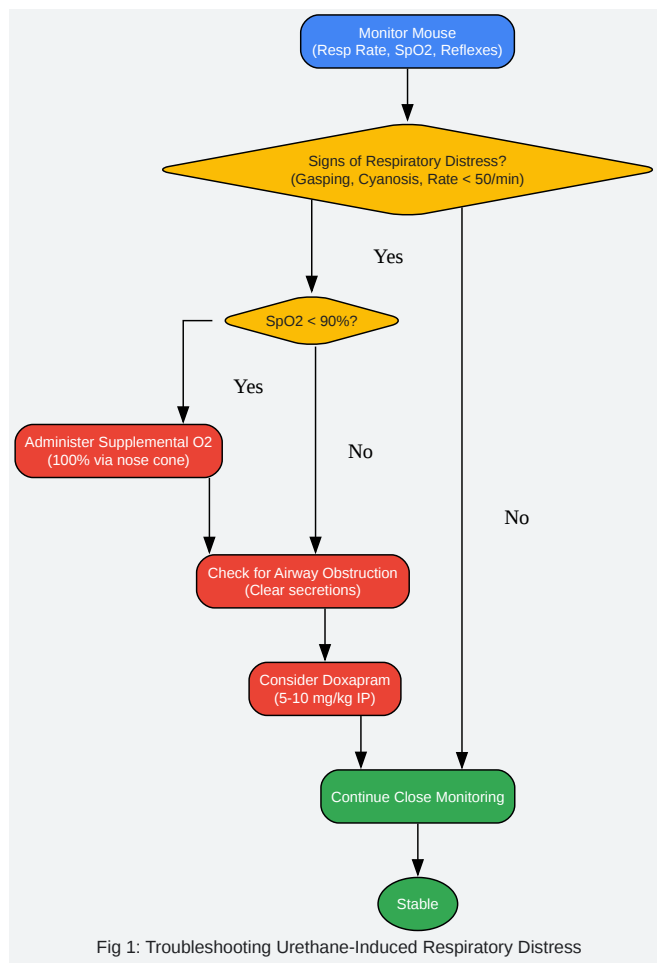 Monitor Mouse
(Resp Rate, SpO2, Reflexes)
Signs of Respiratory Distress?
(Gasping, Cyanosis, Rate < 50/min)
Yes
SpO2 < 90%?
Yes
Administer Supplemental O2
(100% via nose cone)
No
No
Check for Airway Obstruction
(Clear secretions)
Consider Doxapram
(5-10 mg/kg IP)
Continue Close Monitoring
Stable
Fig 1: Troubleshooting Urethane-Induced Respiratory Distress